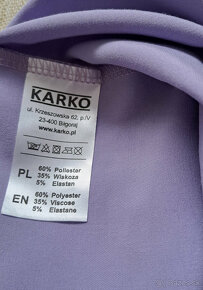 KARKO
ul. Krzeszowska 62, p.IV
23-400 Biłgoraj
www.karko.pl
PL 60% Poliester
35% Wiskoza
5% Elastan
EN 60% Polyester
35% Viscose
5% Elastane